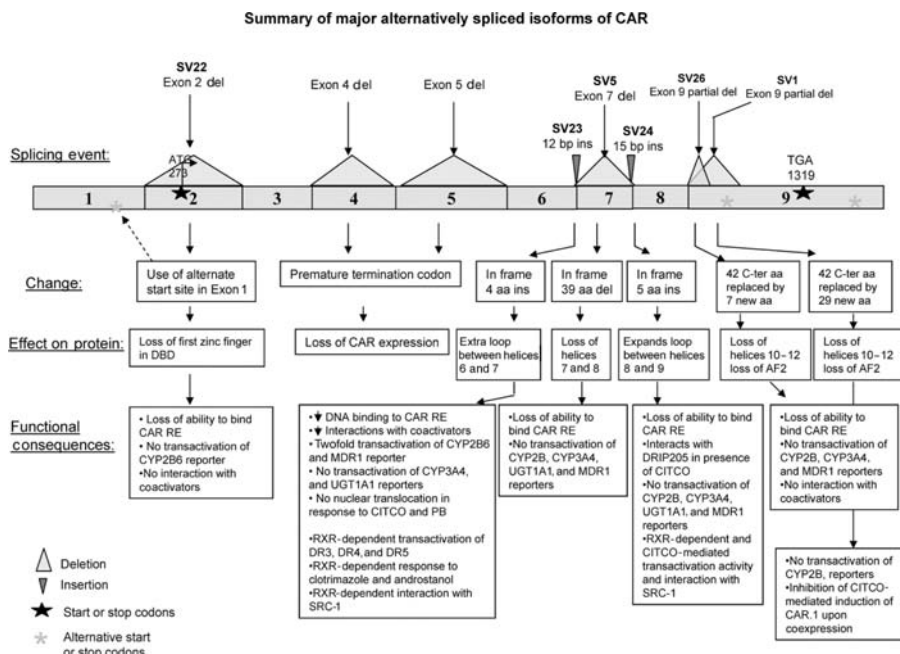 Summary of major alternatively spliced isoforms of CAR
SV22
Exon 2 del
Exon 4 del
Exon 5 del
SV5
Exon 7 del
SV26
Exon 9 partial del
SV1
Exon 9 partial del
SV23
12 bp ins
SV24
15 bp ins
Splicing event:
273
TGA
1319
1 2 3 4 5 6 7 8 9
Change:
Use of alternate
start site in Exon 1
Premature termination codon
In frame
4 aa ins
In frame
39 aa del
In frame
5 aa ins
42 C-ter aa
replaced by
7 new aa
42 C-ter aa
replaced by
29 new aa
Effect on protein:
Loss of first zinc finger
in DBD
Loss of CAR expression
Extra loop
between helices
6 and 7
Loss of
helices
7 and 8
Expands loop
between helices
8 and 9
Loss of
helices 10–12
loss of AF2
Loss of
helices 10–12
loss of AF2
Functional
consequences:
• Loss of ability to bind
CAR RE
• No transactivation of
CYP2B6 reporter
• No interaction with
coactivators
• DNA binding to CAR RE
• Interactions with coactivators
• Twofold transactivation of CYP2B6
and MDR1 reporter
• No transactivation of CYP3A4,
and UGT1A1 reporters
• No nuclear translocation in
response to CITCO and PB
•RXR-dependent transactivation of
DR3, DR4, and DR5
•RXR-dependent response to
clotrimazole and androstanol
•RXR-dependent interaction with
SRC-1
•Loss of ability to
bind CAR RE
•No transactivation of
CYP2B, CYP3A4,
UGT1A1, and MDR1
reporters
•Loss of ability to bind
CAR RE
•Interacts with
DRIP205 in presence
of CITCO
•No transactivation of
CYP2B, CYP3A4,
UGT1A1, and MDR1
reporters
•RXR-dependent and
CITCO-mediated
transactivation activity
and interaction with
SRC-1
•Loss of ability to bind
CAR RE
•No transactivation of
CYP2B, CYP3A4,
and MDR1 reporters
•No interaction with
coactivators
•No transactivation of
CYP2B, reporters
•Inhibition of CITCO-
mediated induction of
CAR.1 upon
coexpression
Deletion
Insertion
Start or stop codons
Alternative start
or stop codons